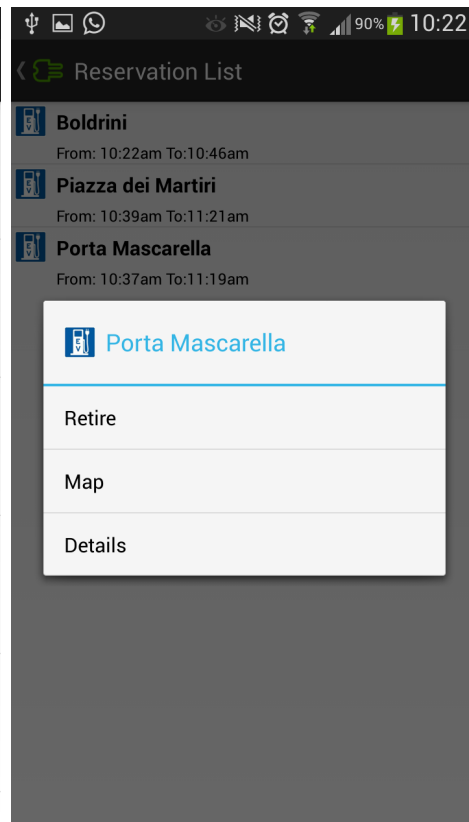 90% 10:22
Reservation List
Boldrini
From: 10:22am To:10:46am
Piazza dei Martiri
From: 10:39am To:11:21am
Porta Mascarella
From: 10:37am To:11:19am
Porta Mascarella
Retire
Map
Details